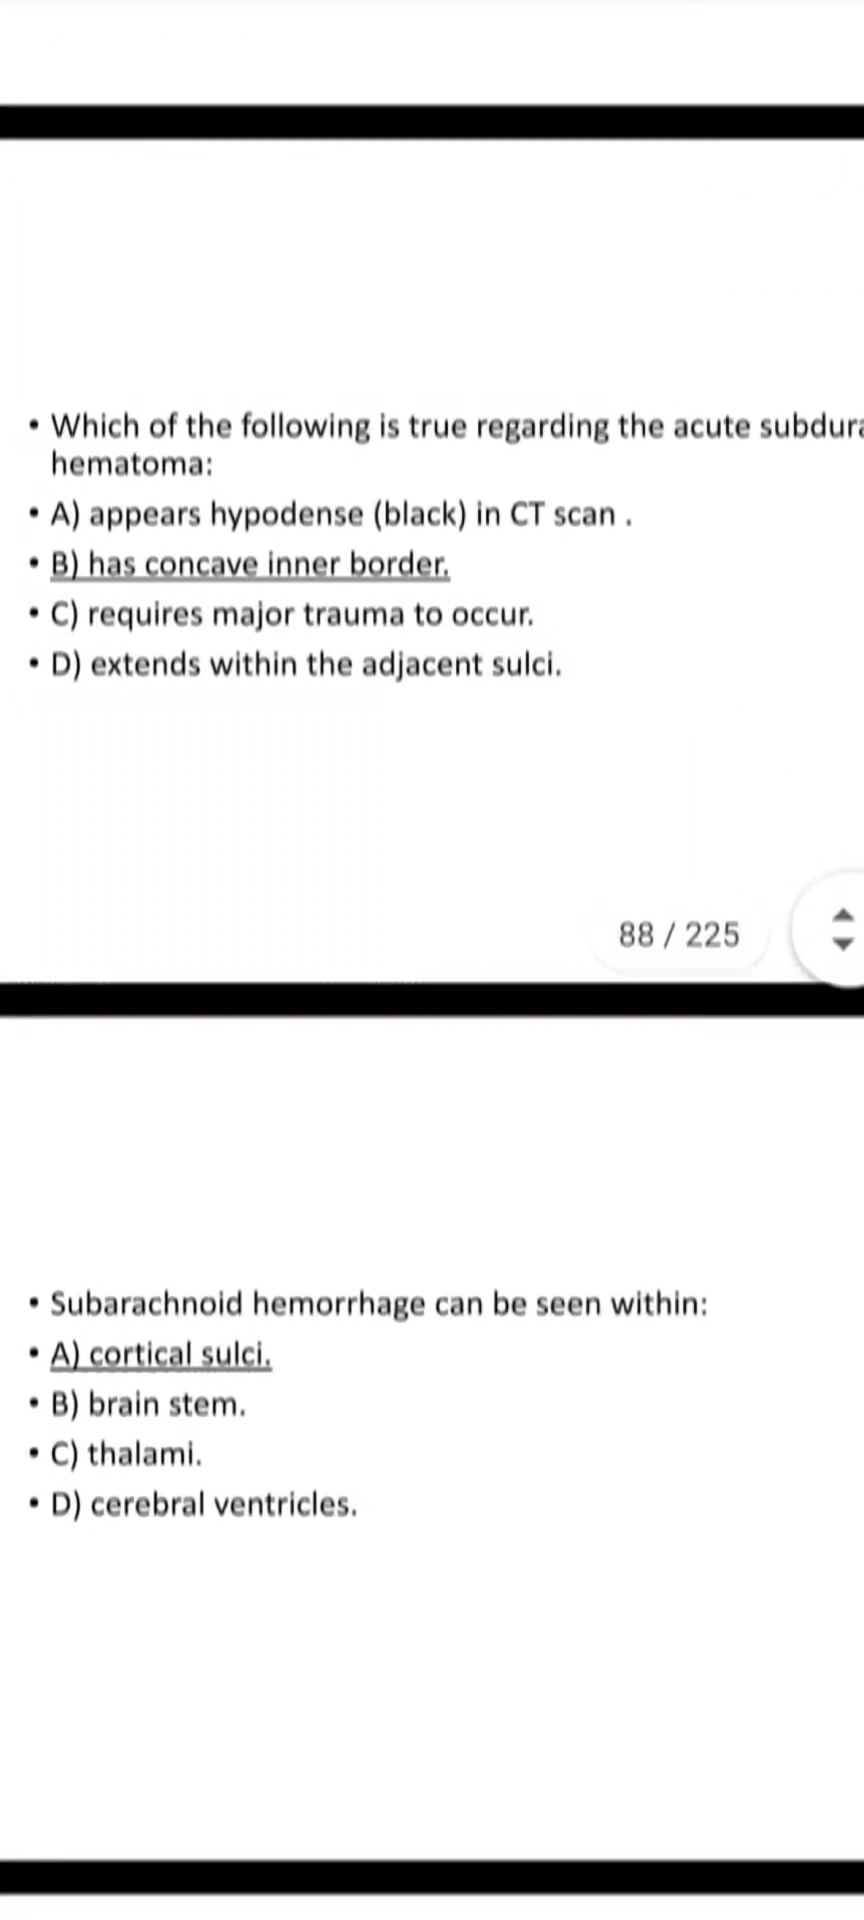 • Which of the following is true regarding the acute
hematoma:
• A) appears hypodense (black) in CT scan .
• B) has concave inner border.
• C) requires major trauma to occur.
• D) extends within the adjacent sulci.
88 / 225
• Subarachnoid hemorrhage can be seen within:
• A) cortical sulci.
• B) brain stem.
• C) thalami.
• D) cerebral ventricles.